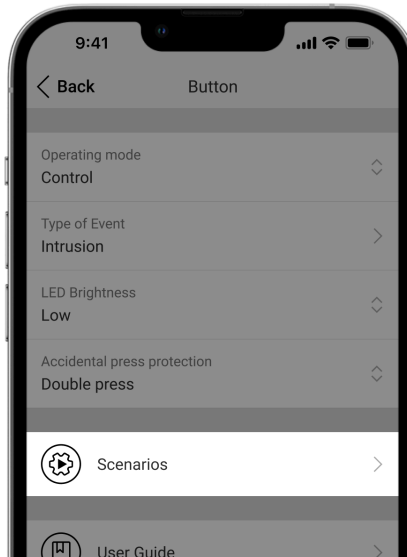 9:41
Back
Button
Operating mode
Control
Type of Event
Intrusion
LED Brightness
Low
Accidental press protection
Double press
Scenarios
User Guide